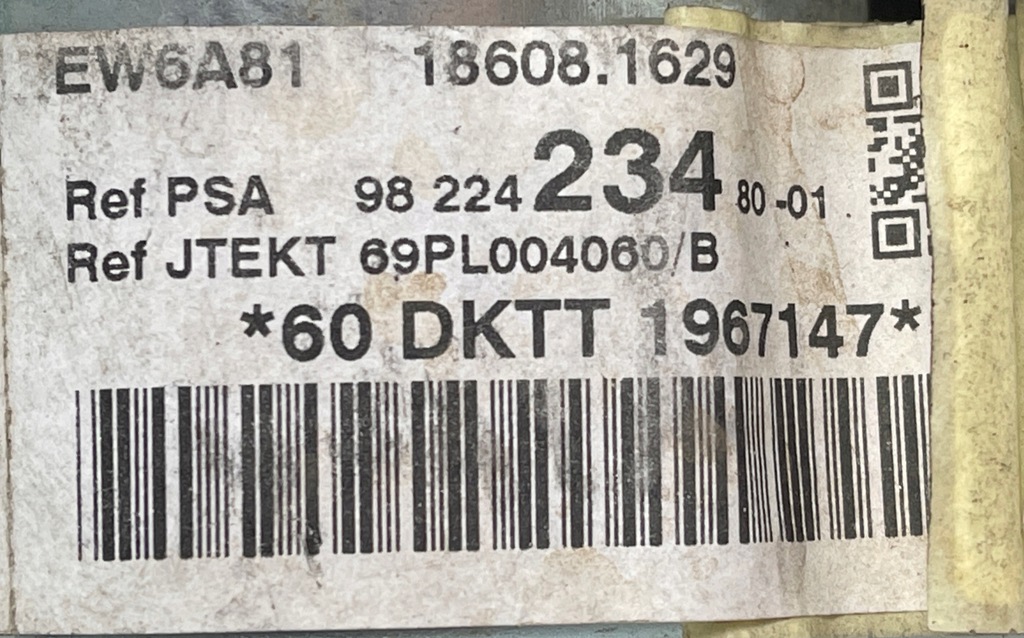 EW6A81 18608.1629
Ref PSA 98 224 234 80 -01 .
Ref JTEKT 69PL004060/B
*60 DKTT 1967147*